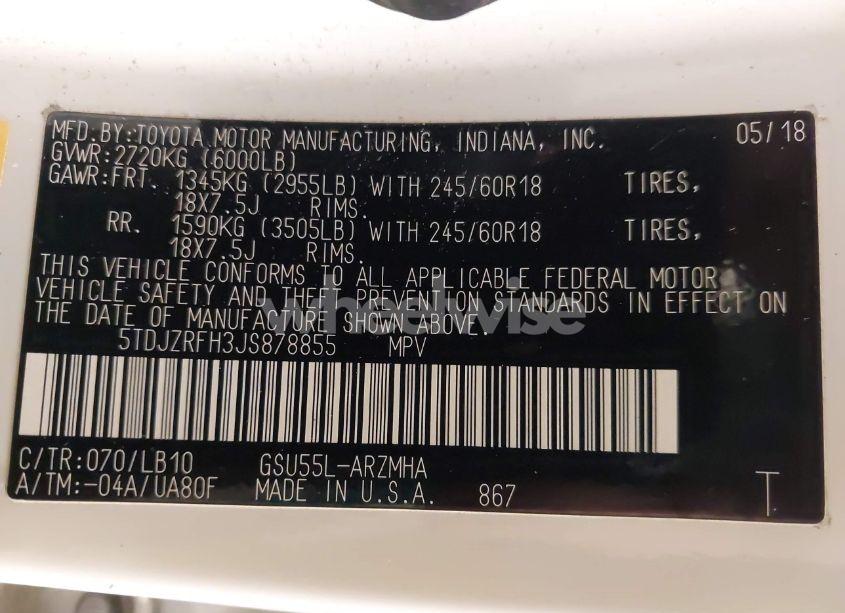 MFD.BY:TOYOTA MOTOR MANUFACTURING, INDIANA, INC. 05/18
GVWR:2720KG (6000LB)
GAWR:FRT. 1345KG (2955LB) WITH 245/60R18 TIRES,
18X7.5J RIMS.
RR. 1590KG (3505LB) WITH 245/60R18 TIRES,
18X7.5J RIMS.
THIS VEHICLE CONFORMS TO ALL APPLICABLE FEDERAL MOTOR
VEHICLE SAFETY AND THEFT PREVENTION STANDARDS IN EFFECT ON
THE DATE OF MANUFACTURE SHOWN ABOVE.
wheelwise
5TDJZRFH3JS878855 MPV
C/TR:070/LB10 GSU55L-ARZMHA
A/TM:-04A/UA80F MADE IN U.S.A. 867 T